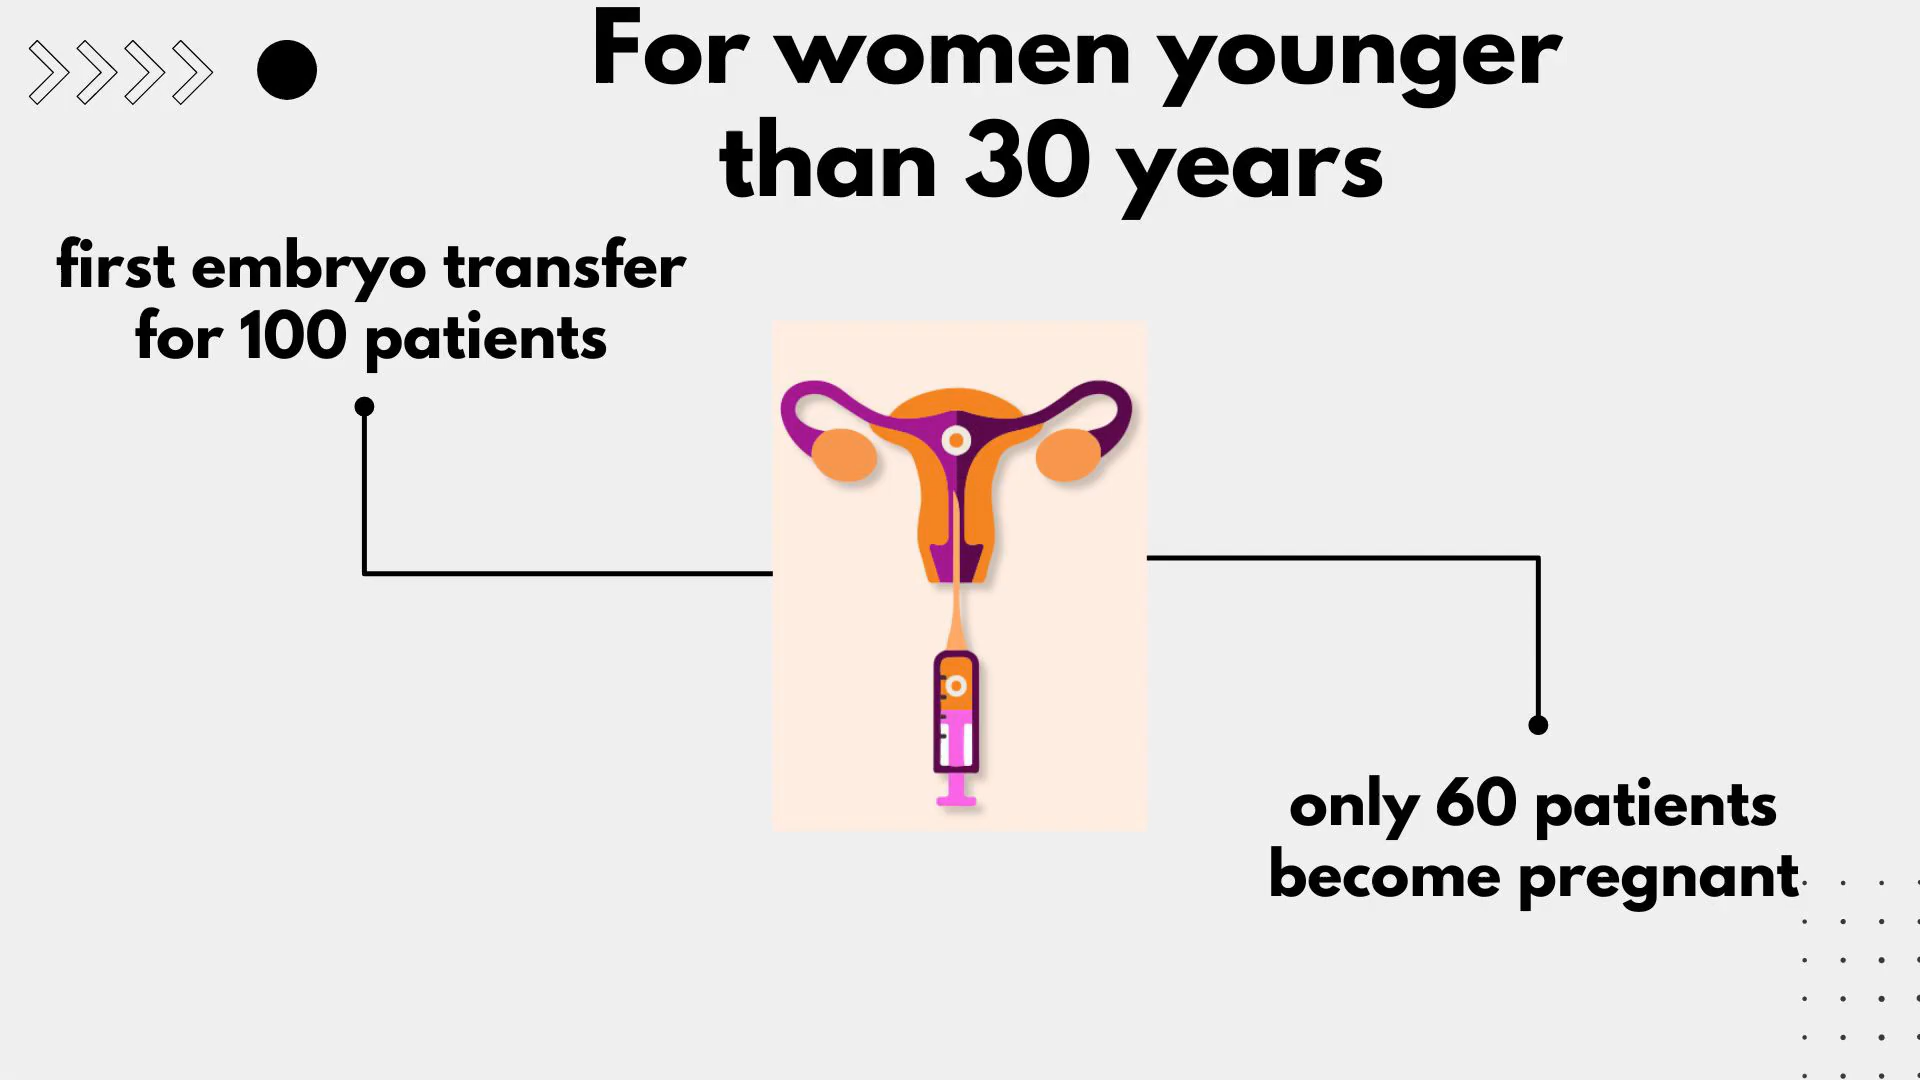 For women younger
than 30 years
first embryo transfer
for 100 patients
only 60 patients
become pregnant